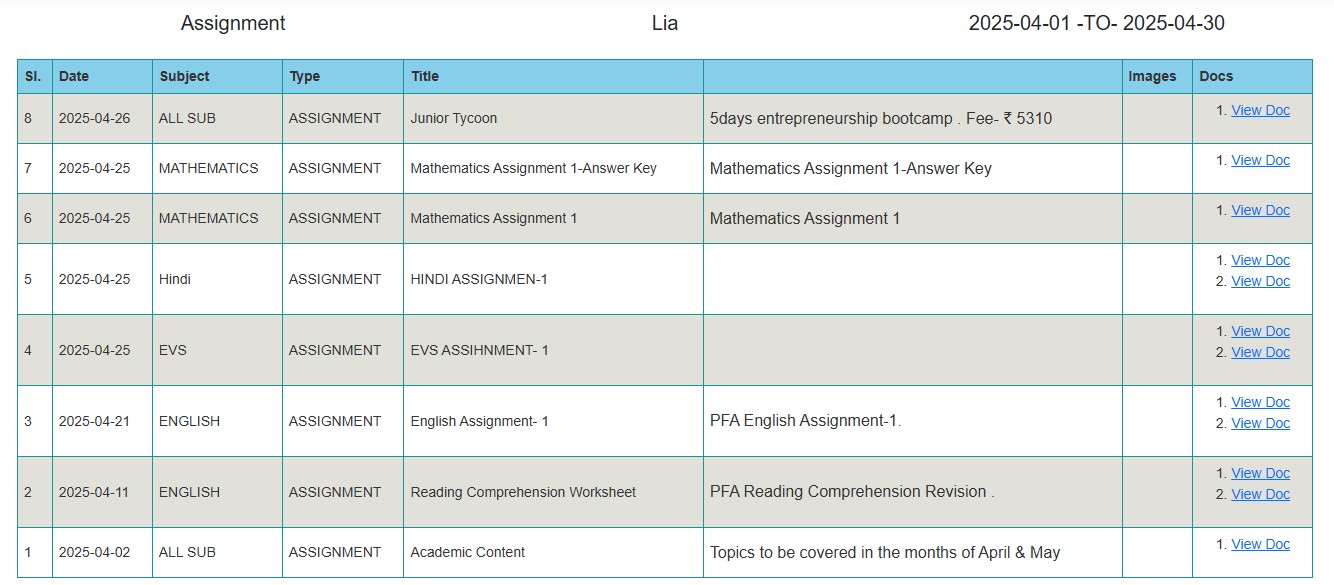 Assignment Lia 2025-04-01 -TO- 2025-04-30
Sl. Date Subject Type Title Images Docs
8 2025-04-26 ALL SUB ASSIGNMENT Junior Tycoon 5days entrepreneurship bootcamp . Fee- ₹ 5310 1. View Doc
7 2025-04-25 MATHEMATICS ASSIGNMENT Mathematics Assignment 1-Answer Key Mathematics Assignment 1-Answer Key 1. View Doc
6 2025-04-25 MATHEMATICS ASSIGNMENT Mathematics Assignment 1 Mathematics Assignment 1 1. View Doc
5 2025-04-25 Hindi ASSIGNMENT HINDI ASSIGNMEN-1 1. View Doc
2. View Doc
4 2025-04-25 EVS ASSIGNMENT EVS ASSIHNMENT- 1 1. View Doc
2. View Doc
3 2025-04-21 ENGLISH ASSIGNMENT English Assignment- 1 PFA English Assignment-1. 1. View Doc
2. View Doc
2 2025-04-11 ENGLISH ASSIGNMENT Reading Comprehension Worksheet PFA Reading Comprehension Revision . 1. View Doc
2. View Doc
1 2025-04-02 ALL SUB ASSIGNMENT Academic Content Topics to be covered in the months of April & May 1. View Doc